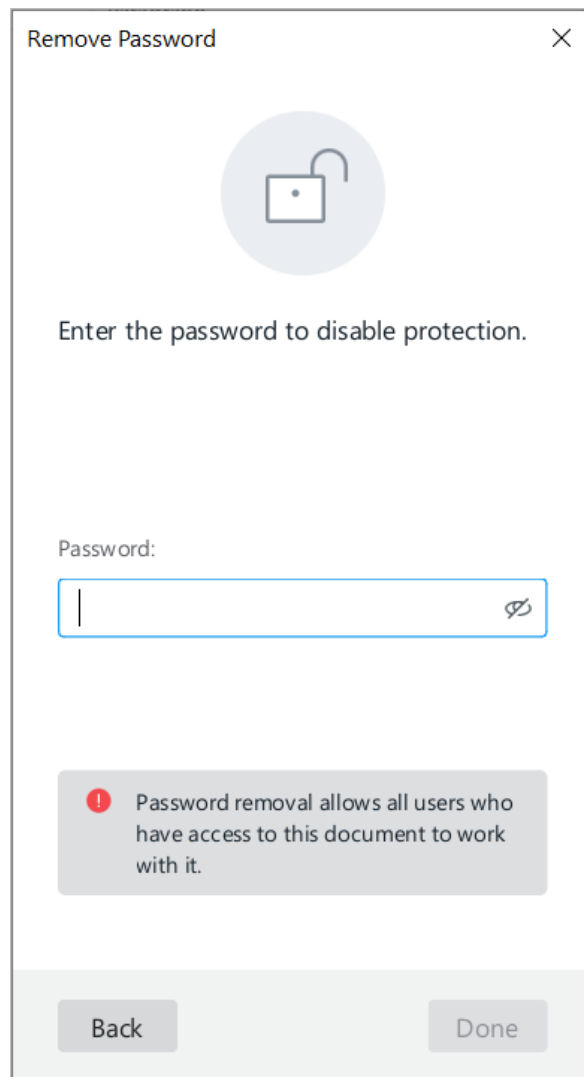 Remove Password
Enter the password to disable protection.
Password:
Password removal allows all users who
have access to this document to work
with it.
Back
Done